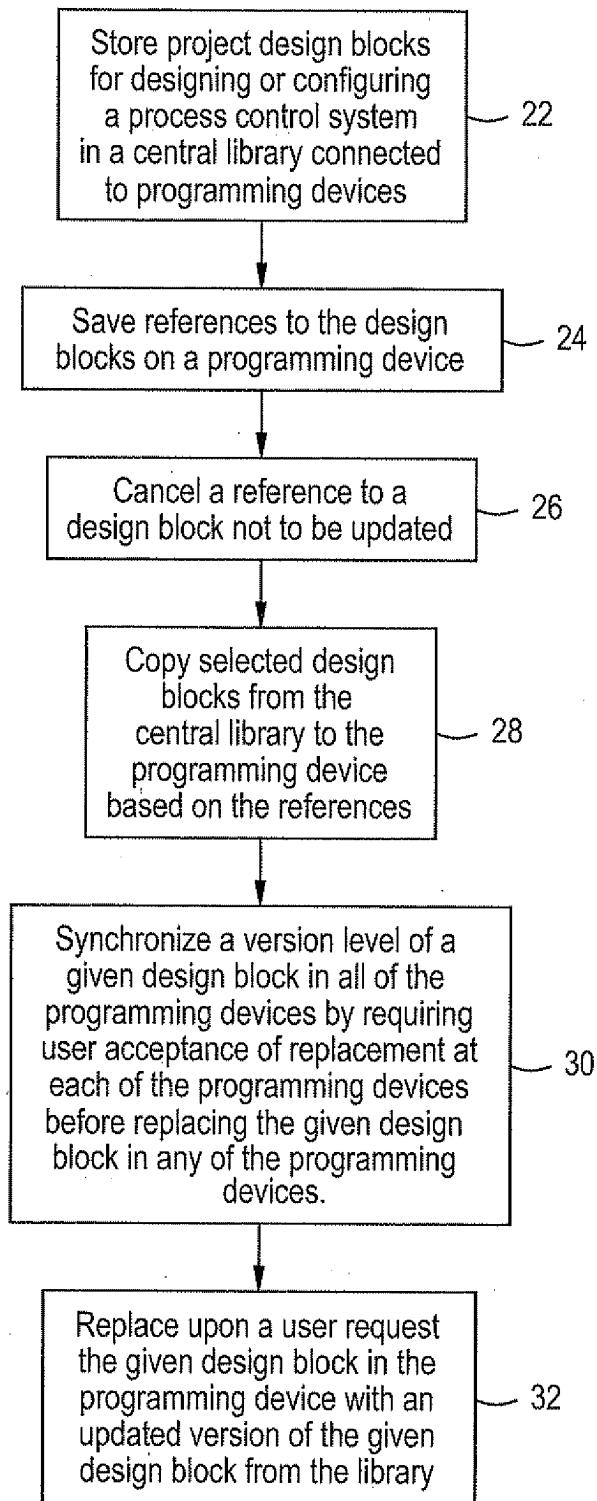 Store project design blocks
for designing or configuring
a process control system
in a central library connected
to programming devices
22
Save references to the design
blocks on a programming device
24
Cancel a reference to a
design block not to be updated
26
Copy selected design
blocks from the
central library to the
programming device
based on the references
28
Synchronize a version level of a
given design block in all of the
programming devices by requiring
user acceptance of replacement at
each of the programming devices
before replacing the given design
block in any of the programming
devices.
30
Replace upon a user request
the given design block in the
programming device with an
updated version of the given
design block from the library
32